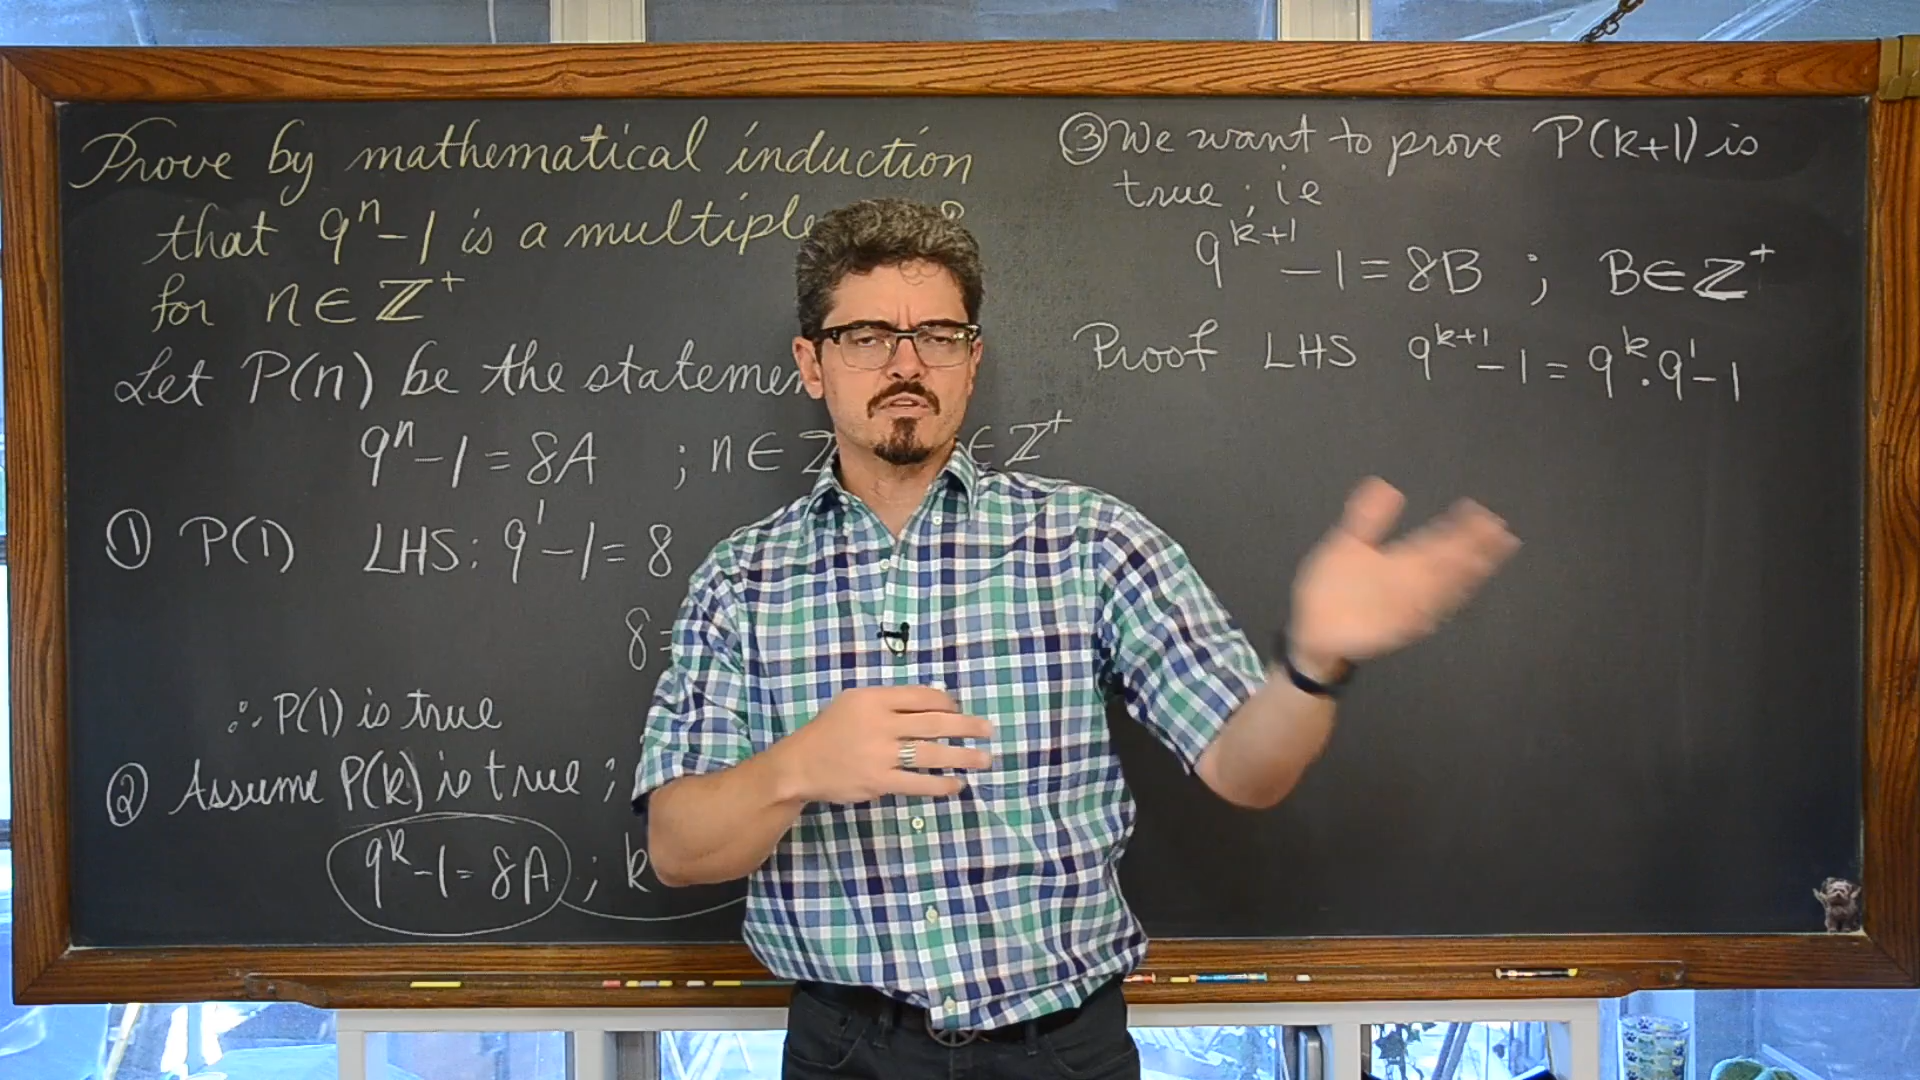 Prove by mathematical induction
that 9ⁿ-1 is a multiple
for n∈ℤ⁺
Let P(n) be the
9ⁿ-1=8A ; n∈ℤ ∈ℤ⁺
① P(1) LHS: 9¹-1=8
8=
∴ P(1) is true
② Assume P(k) is true ;
9ᵏ-1=8A ; k
③ We want to prove P(k+1) is
true ; ie
9ᵏ⁺¹-1=8B ; B∈ℤ⁺
Proof LHS 9ᵏ⁺¹-1=9ᵏ·9¹-1